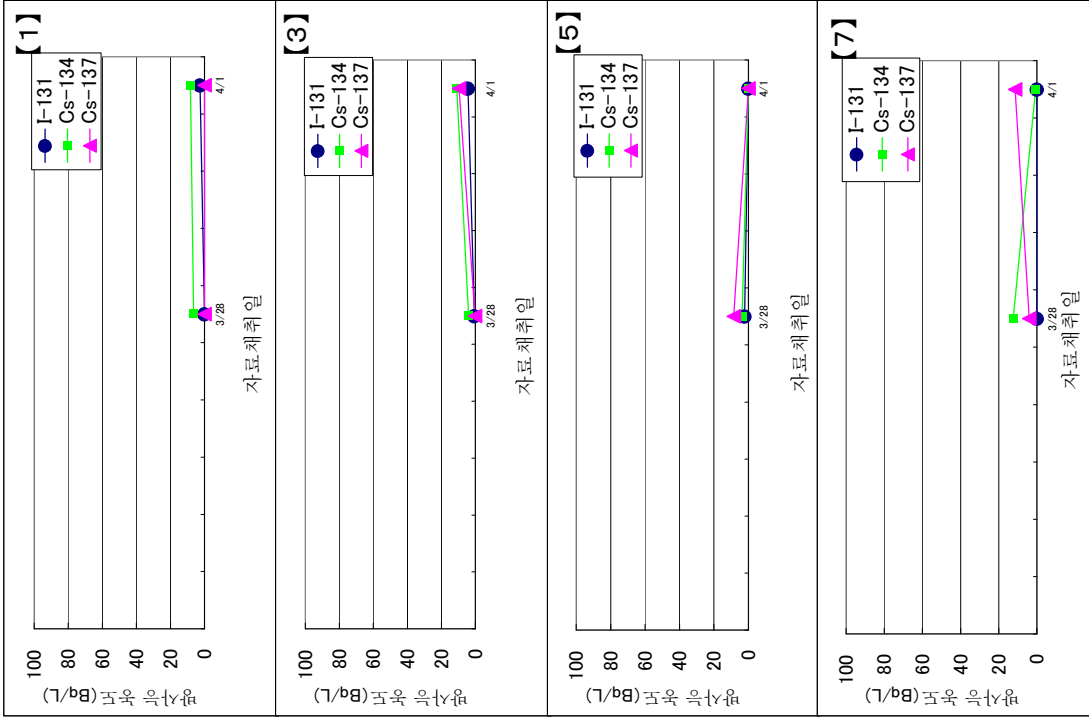 【1】
I-131
Cs-134
Cs-137
100
80
60
40
20
0
방사능 농도(Bq/L)
3/28
4/1
자료채취일
【3】
I-131
Cs-134
Cs-137
100
80
60
40
20
0
방사능 농도(Bq/L)
3/28
4/1
자료채취일
【5】
I-131
Cs-134
Cs-137
100
80
60
40
20
0
방사능 농도(Bq/L)
3/28
4/1
자료채취일
【7】
I-131
Cs-134
Cs-137
100
80
60
40
20
0
방사능 농도(Bq/L)
3/28
4/1
자료채취일